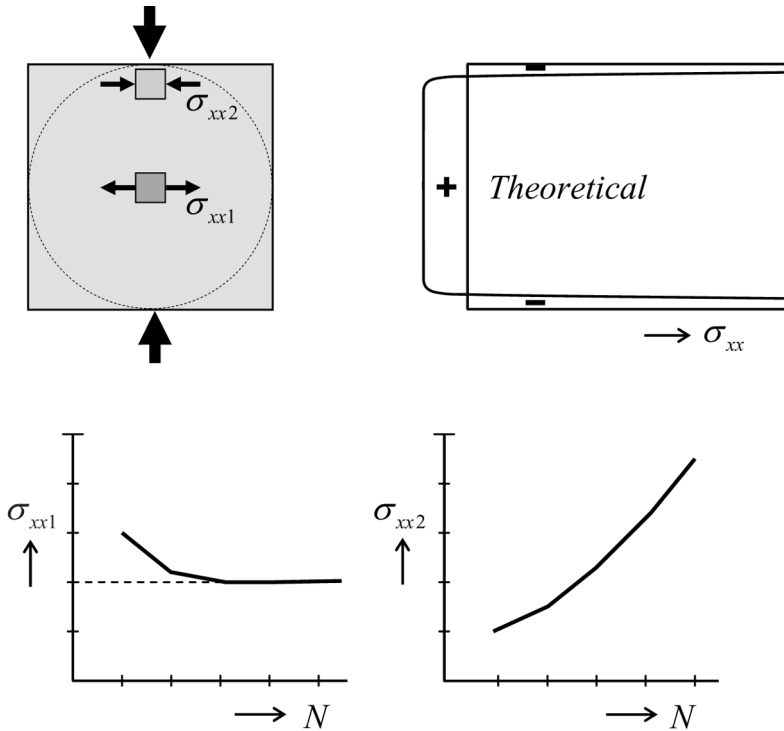 σxx2
σxx1
−
+ Theoretical
−
→ σxx
σxx1
σxx2
→ N
→ N